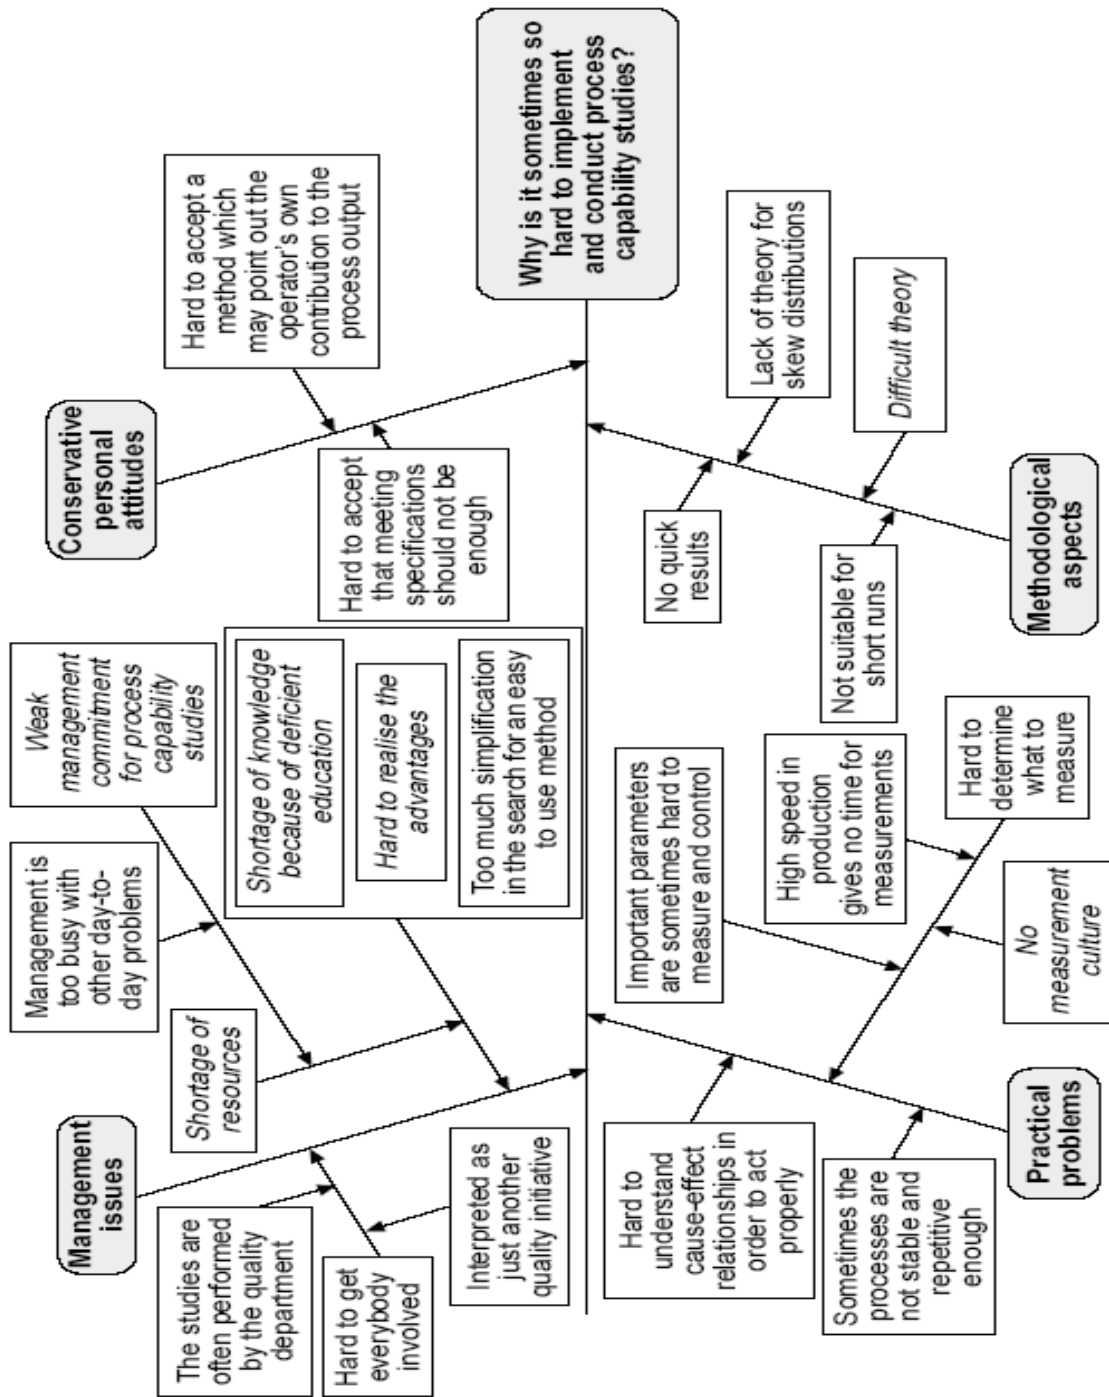 Management
issues
Conservative
personal
attitudes
Weak
management
commitment
for process
capability
studies
Management is
too busy with
other day-to-
day problems
Shortage of
resources
The studies are
often performed
by the quality
department
Hard to get
everybody
involved
Interpreted as
just another
quality initiative
Shortage of knowledge
because of deficient
education
Hard to realise the
advantages
Too much simplification
in the search for an easy
to use method
Hard to accept a
method which
may point out the
operator's own
contribution to the
process output
Hard to accept
that meeting
specifications
should not be
enough
Why is it sometimes so
hard to implement
and conduct process
capability studies?
Hard to
understand
cause-effect
relationships in
order to act
properly
Sometimes the
processes are
not stable and
repetitive
enough
Important parameters
are sometimes hard to
measure and control
High speed in
production
gives no time for
measurements
Hard to
determine
what to
measure
No
measurement
culture
No quick
results
Lack of theory for
skew distributions
Not suitable for
short runs
Difficult theory
Practical
problems
Methodological
aspects